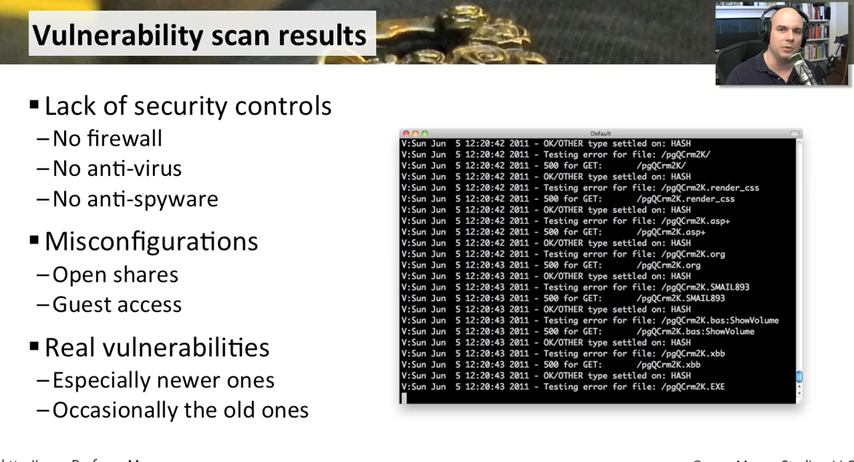 Vulnerability scan results
▪ Lack of security controls
– No firewall
– No anti-virus
– No anti-spyware
▪ Misconfigurations
– Open shares
– Guest access
▪ Real vulnerabilities
– Especially newer ones
– Occasionally the old ones
Default
V:Sun Jun  5 12:20:42 2011 - OK/OTHER type settled on: HASH
V:Sun Jun  5 12:20:42 2011 - Testing error for file: /pgQCrm2K/
V:Sun Jun  5 12:20:42 2011 - 500 for GET:      /pgQCrm2K/
V:Sun Jun  5 12:20:42 2011 - OK/OTHER type settled on: HASH
V:Sun Jun  5 12:20:42 2011 - Testing error for file: /pgQCrm2K.render_css
V:Sun Jun  5 12:20:42 2011 - 500 for GET:      /pgQCrm2K.render_css
V:Sun Jun  5 12:20:42 2011 - OK/OTHER type settled on: HASH
V:Sun Jun  5 12:20:42 2011 - Testing error for file: /pgQCrm2K.asp+
V:Sun Jun  5 12:20:42 2011 - 500 for GET:      /pgQCrm2K.asp+
V:Sun Jun  5 12:20:42 2011 - OK/OTHER type settled on: HASH
V:Sun Jun  5 12:20:42 2011 - Testing error for file: /pgQCrm2K.org
V:Sun Jun  5 12:20:43 2011 - 500 for GET:      /pgQCrm2K.org
V:Sun Jun  5 12:20:43 2011 - OK/OTHER type settled on: HASH
V:Sun Jun  5 12:20:43 2011 - Testing error for file: /pgQCrm2K.SMAIL893
V:Sun Jun  5 12:20:43 2011 - 500 for GET:      /pgQCrm2K.SMAIL893
V:Sun Jun  5 12:20:43 2011 - OK/OTHER type settled on: HASH
V:Sun Jun  5 12:20:43 2011 - Testing error for file: /pgQCrm2K.bas:ShowVolume
V:Sun Jun  5 12:20:43 2011 - 500 for GET:      /pgQCrm2K.bas:ShowVolume
V:Sun Jun  5 12:20:43 2011 - OK/OTHER type settled on: HASH
V:Sun Jun  5 12:20:43 2011 - Testing error for file: /pgQCrm2K.xbb
V:Sun Jun  5 12:20:43 2011 - 500 for GET:      /pgQCrm2K.xbb
V:Sun Jun  5 12:20:43 2011 - OK/OTHER type settled on: HASH
V:Sun Jun  5 12:20:43 2011 - Testing error for file: /pgQCrm2K.EXE